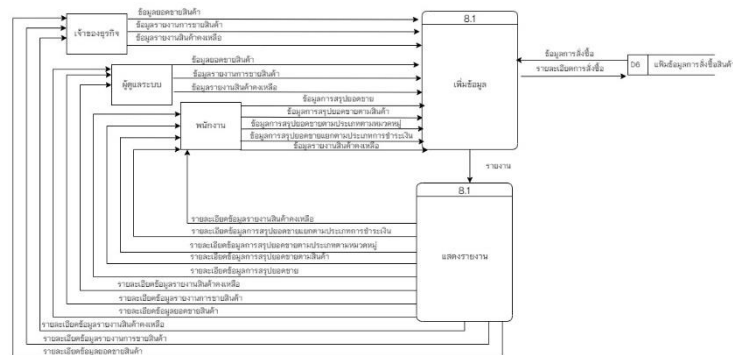 ข้อมูลยอดขายสินค้า
ข้อมูลรายงานการขายสินค้า
ข้อมูลรายงานสินค้าคงเหลือ
เจ้าของธุรกิจ
8.1
เพิ่มข้อมูล
ข้อมูลการสั่งซื้อ
รายละเอียดการสั่งซื้อ
D6 แฟ้มข้อมูลการสั่งซื้อสินค้า
ข้อมูลยอดขายสินค้า
ข้อมูลรายงานการขายสินค้า
ข้อมูลรายงานสินค้าคงเหลือ
ผู้ดูแลระบบ
ข้อมูลการสรุปยอดขาย
ข้อมูลการสรุปยอดขายตามสินค้า
ข้อมูลการสรุปยอดขายตามประเภทตามหมวดหมู่
ข้อมูลการสรุปยอดขายแยกตามประเภทการชำระเงิน
ข้อมูลรายงานสินค้าคงเหลือ
พนักงาน
รายงาน
8.1
แสดงรายงาน
รายละเอียดข้อมูลรายงานสินค้าคงเหลือ
รายละเอียดข้อมูลการสรุปยอดขายแยกตามประเภทการชำระเงิน
รายละเอียดข้อมูลการสรุปยอดขายตามประเภทตามหมวดหมู่
รายละเอียดข้อมูลการสรุปยอดขายตามสินค้า
รายละเอียดข้อมูลการสรุปยอดขาย
รายละเอียดข้อมูลรายงานสินค้าคงเหลือ
รายละเอียดข้อมูลรายงานการขายสินค้า
รายละเอียดข้อมูลยอดขายสินค้า
รายละเอียดข้อมูลรายงานสินค้าคงเหลือ
รายละเอียดข้อมูลรายงานการขายสินค้า
รายละเอียดข้อมูลยอดขายสินค้า